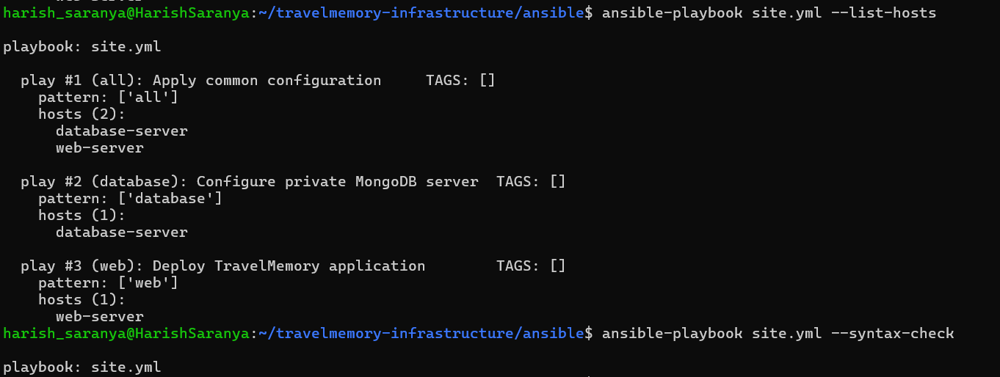 harish_saranya@HarishSaranya:~/travelmemory-infrastructure/ansible$ ansible-playbook site.yml --list-hosts
playbook: site.yml
play #1 (all): Apply common configuration TAGS: []
pattern: ['all']
hosts (2):
database-server
web-server
play #2 (database): Configure private MongoDB server TAGS: []
pattern: ['database']
hosts (1):
database-server
play #3 (web): Deploy TravelMemory application TAGS: []
pattern: ['web']
hosts (1):
web-server
harish_saranya@HarishSaranya:~/travelmemory-infrastructure/ansible$ ansible-playbook site.yml --syntax-check
playbook: site.yml